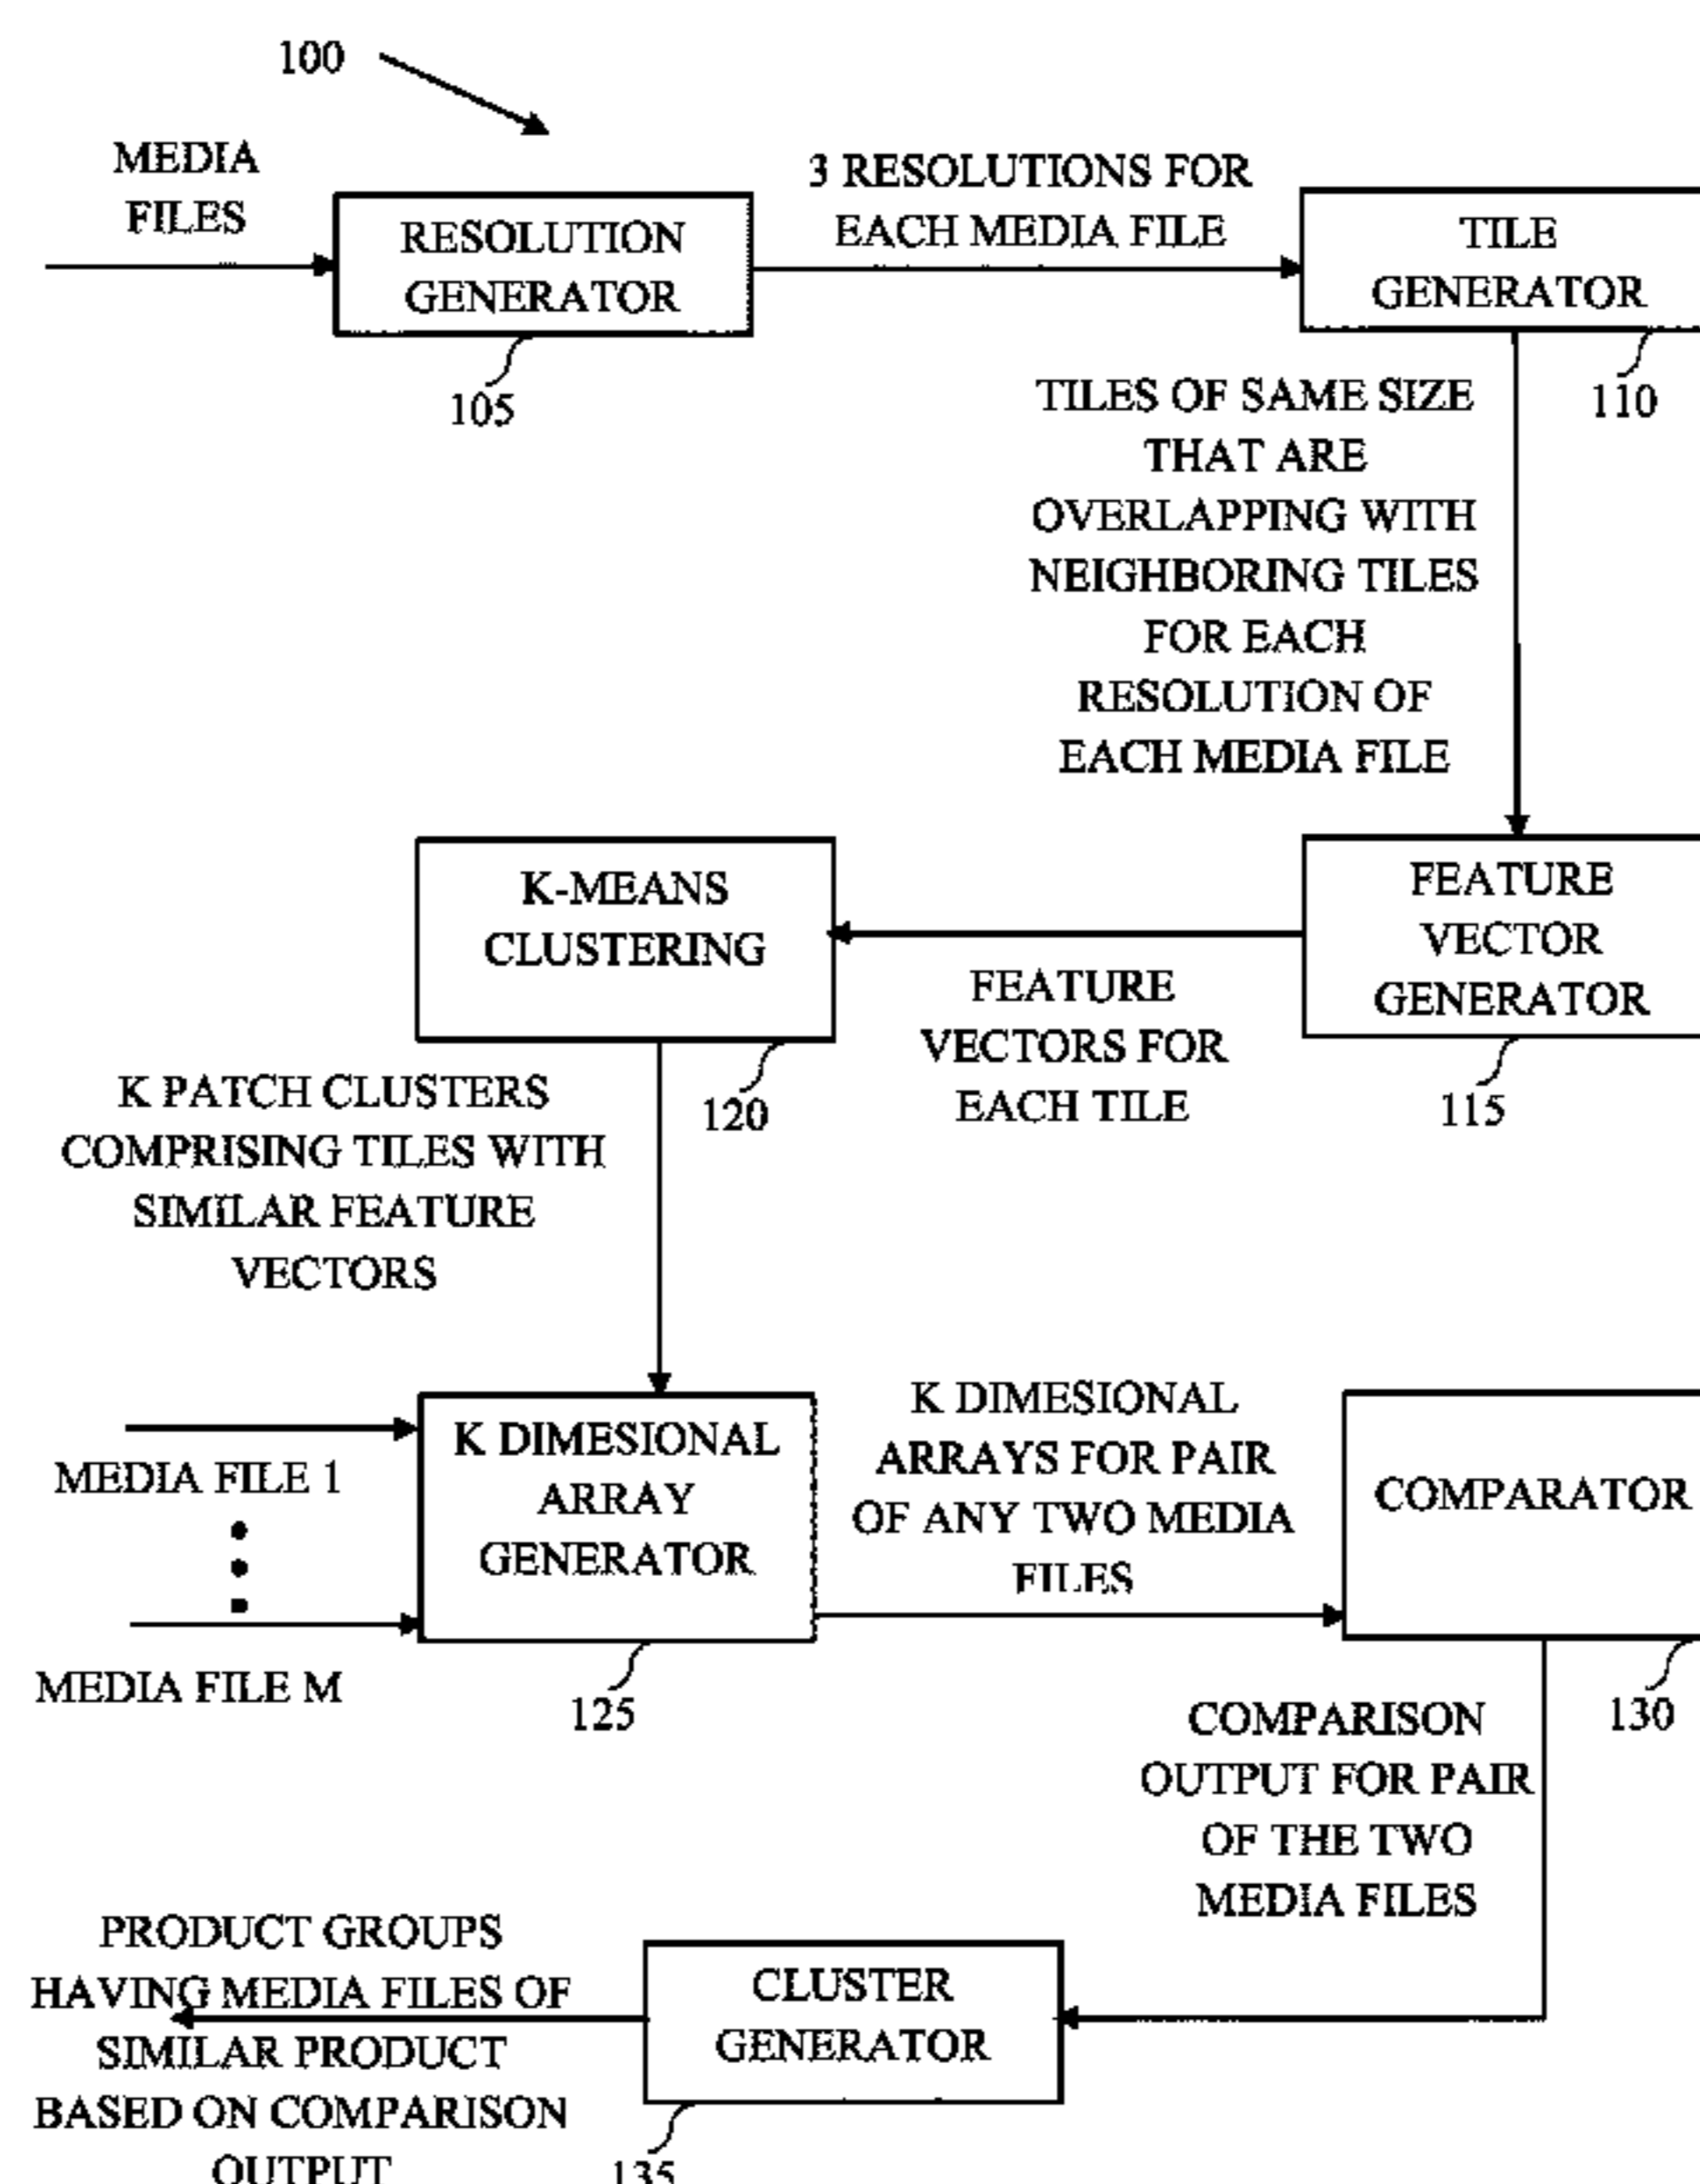 100
MEDIA
FILES
RESOLUTION
GENERATOR
105
3 RESOLUTIONS FOR
EACH MEDIA FILE
TILE
GENERATOR
110
TILES OF SAME SIZE
THAT ARE
OVERLAPPING WITH
NEIGHBORING TILES
FOR EACH
RESOLUTION OF
EACH MEDIA FILE
FEATURE
VECTOR
GENERATOR
115
FEATURE
VECTORS FOR
EACH TILE
K-MEANS
CLUSTERING
120
K PATCH CLUSTERS
COMPRISING TILES WITH
SIMILAR FEATURE
VECTORS
MEDIA FILE 1
MEDIA FILE M
K DIMESIONAL
ARRAY
GENERATOR
125
K DIMESIONAL
ARRAYS FOR PAIR
OF ANY TWO MEDIA
FILES
COMPARATOR
130
COMPARISON
OUTPUT FOR PAIR
OF THE TWO
MEDIA FILES
CLUSTER
GENERATOR
135
PRODUCT GROUPS
HAVING MEDIA FILES OF
SIMILAR PRODUCT
BASED ON COMPARISON
OUTPUT